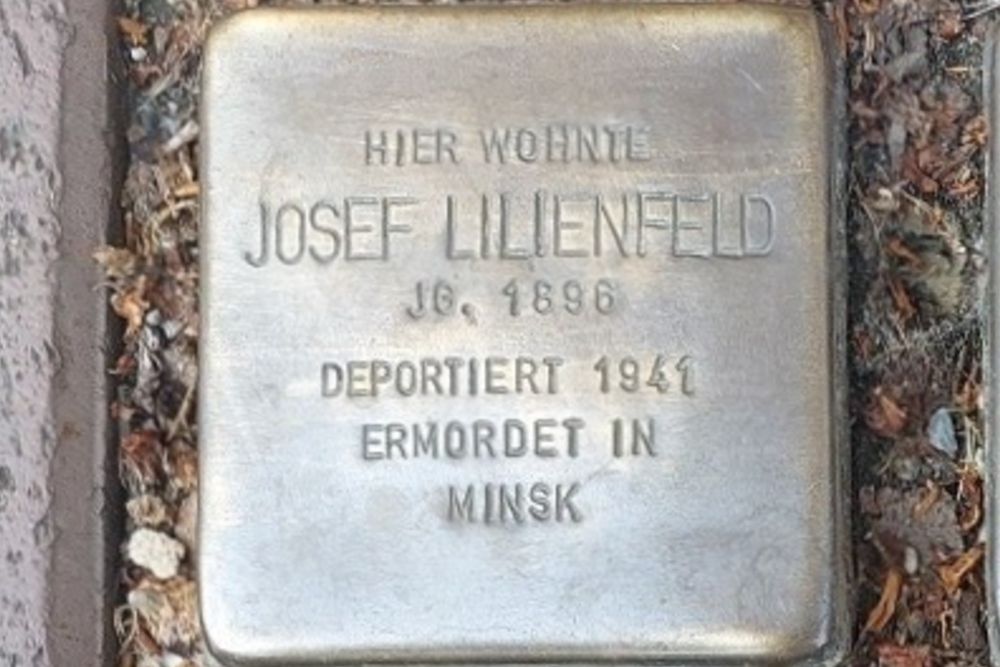 HIER WOHNTE
JOSEF LILIENFELD
JG. 1896
DEPORTIERT 1941
ERMORDET IN
MINSK